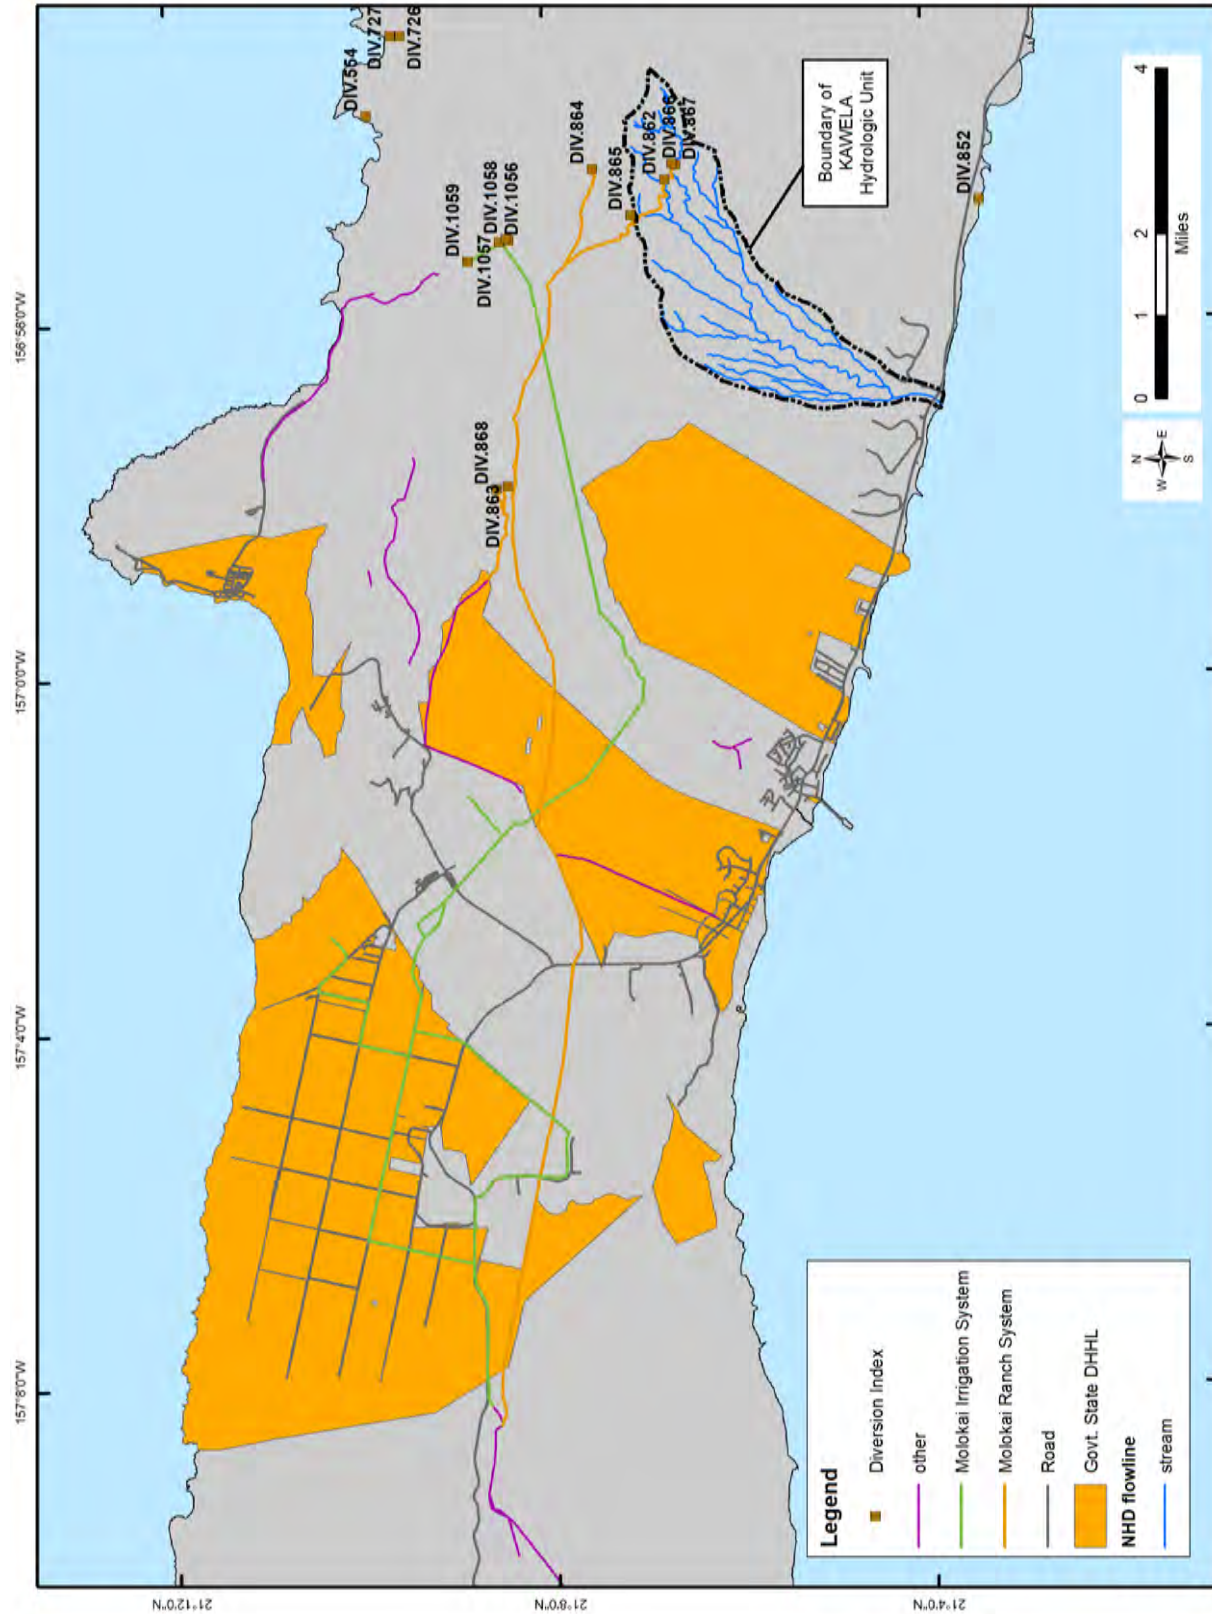 157°8'0"W
157°4'0"W
157°0'0"W
156°56'0"W
21°12'0"N
21°8'0"N
21°4'0"N
DIV.554
DIV.727
DIV.726
DIV.1059
DIV.1057
DIV.1058
DIV.1056
DIV.864
DIV.865
DIV.862
DIV.866
DIV.867
DIV.863
DIV.868
DIV.852
Boundary of
KAWELA
Hydrologic Unit
Legend
Diversion Index
other
Molokai Irrigation System
Molokai Ranch System
Road
Govt. State DHHL
NHD flowline
stream
N
W E
S
0 1 2 4
Miles